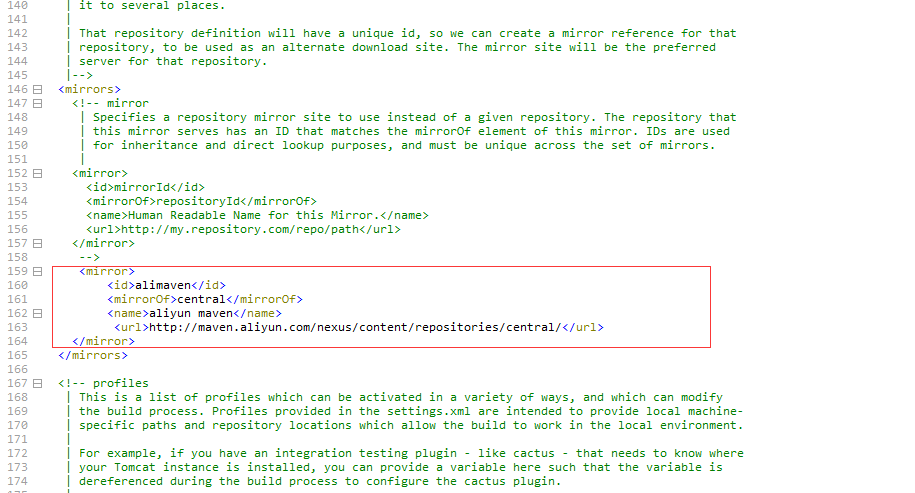 140 | it to several places.
141 |
142 | That repository definition will have a unique id, so we can create a mirror reference for that
143 | repository, to be used as an alternate download site. The mirror site will be the preferred
144 | server for that repository.
145 |-->
146 <mirrors>
147 <!-- mirror
148 | Specifies a repository mirror site to use instead of a given repository. The repository that
149 | this mirror serves has an ID that matches the mirrorOf element of this mirror. IDs are used
150 | for inheritance and direct lookup purposes, and must be unique across the set of mirrors.
151 |
152 <mirror>
153 <id>mirrorId</id>
154 <mirrorOf>repositoryId</mirrorOf>
155 <name>Human Readable Name for this Mirror.</name>
156 <url>http://my.repository.com/repo/path</url>
157 </mirror>
158 -->
159 <mirror>
160 <id>alimaven</id>
161 <mirrorOf>central</mirrorOf>
162 <name>aliyun maven</name>
163 <url>http://maven.aliyun.com/nexus/content/repositories/central/</url>
164 </mirror>
165 </mirrors>
166
167 <!-- profiles
168 | This is a list of profiles which can be activated in a variety of ways, and which can modify
169 | the build process. Profiles provided in the settings.xml are intended to provide local machine-
170 | specific paths and repository locations which allow the build to work in the local environment.
171 |
172 | For example, if you have an integration testing plugin - like cactus - that needs to know where
173 | your Tomcat instance is installed, you can provide a variable here such that the variable is
174 | dereferenced during the build process to configure the cactus plugin.